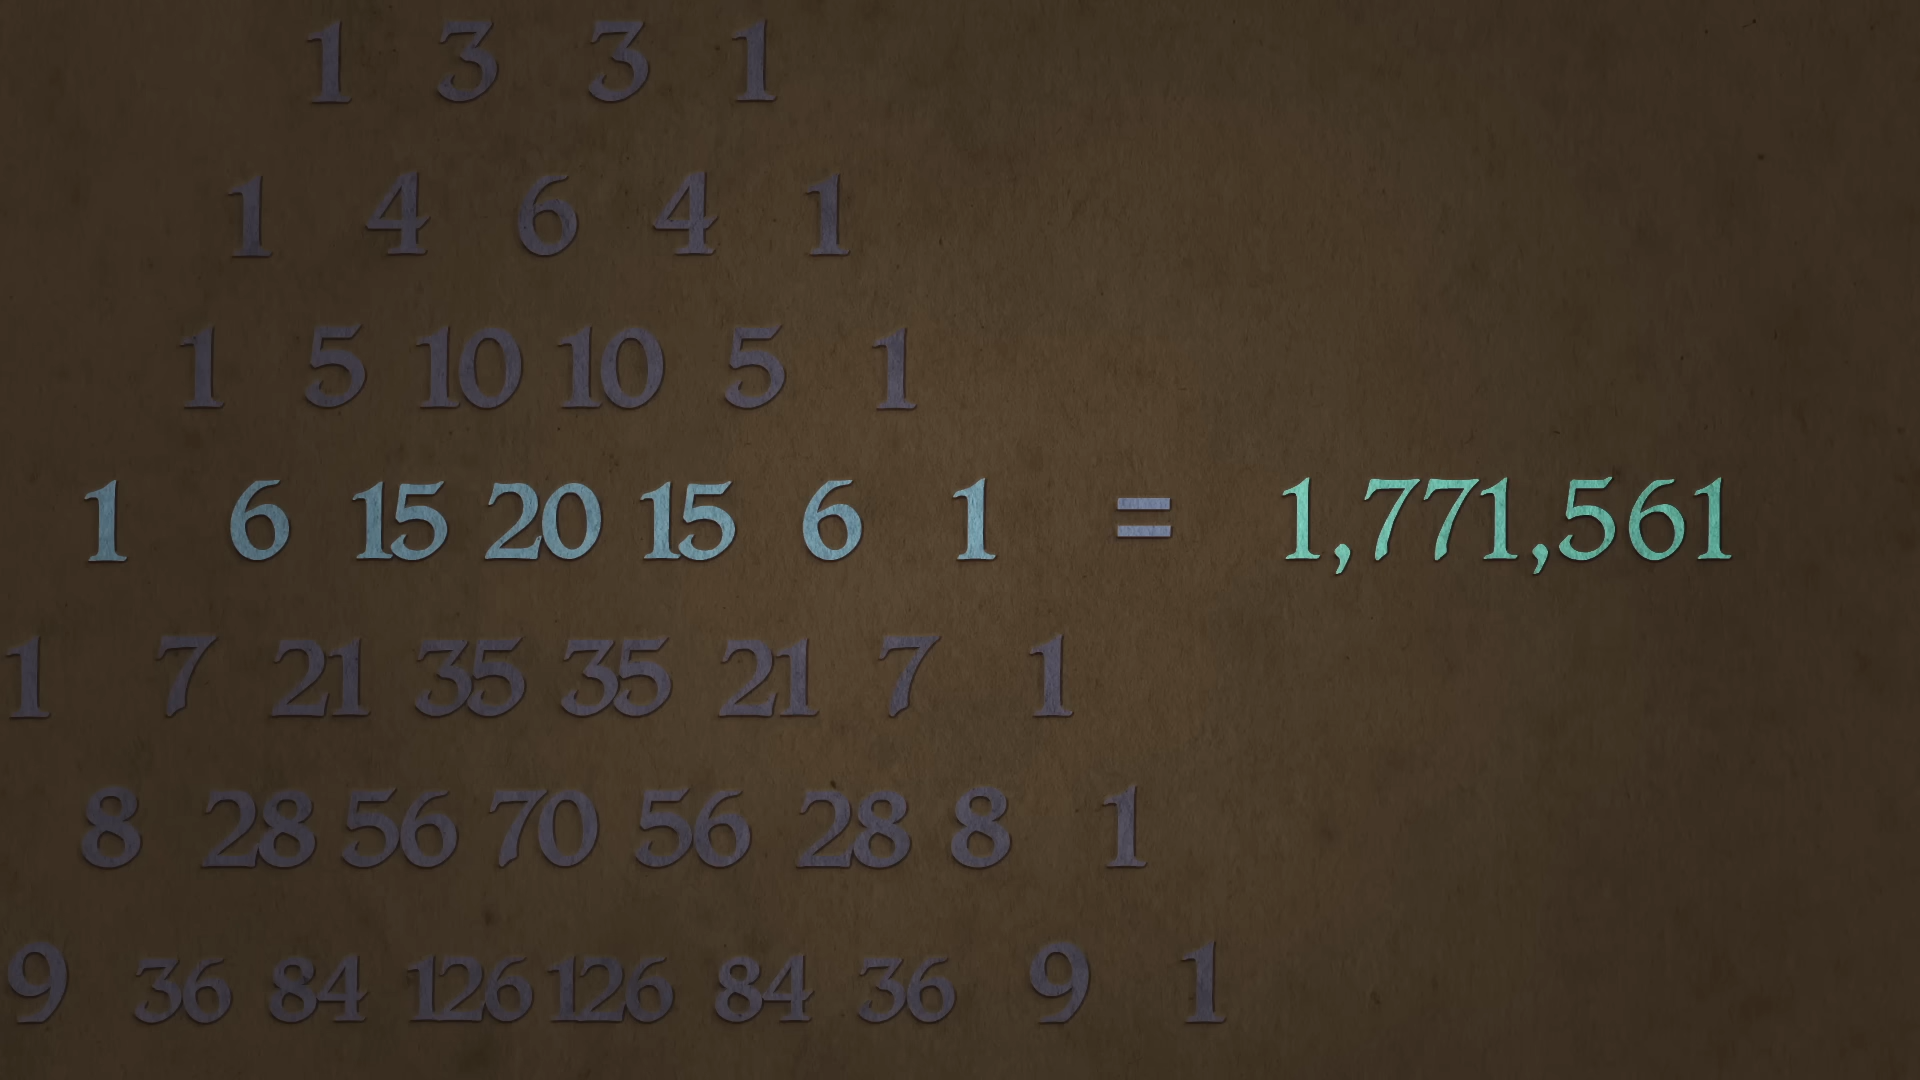 1 3 3 1
1 4 6 4 1
1 5 10 10 5 1
1 6 15 20 15 6 1 = 1,771,561
1 7 21 35 35 21 7 1
8 28 56 70 56 28 8 1
9 36 84 126 126 84 36 9 1